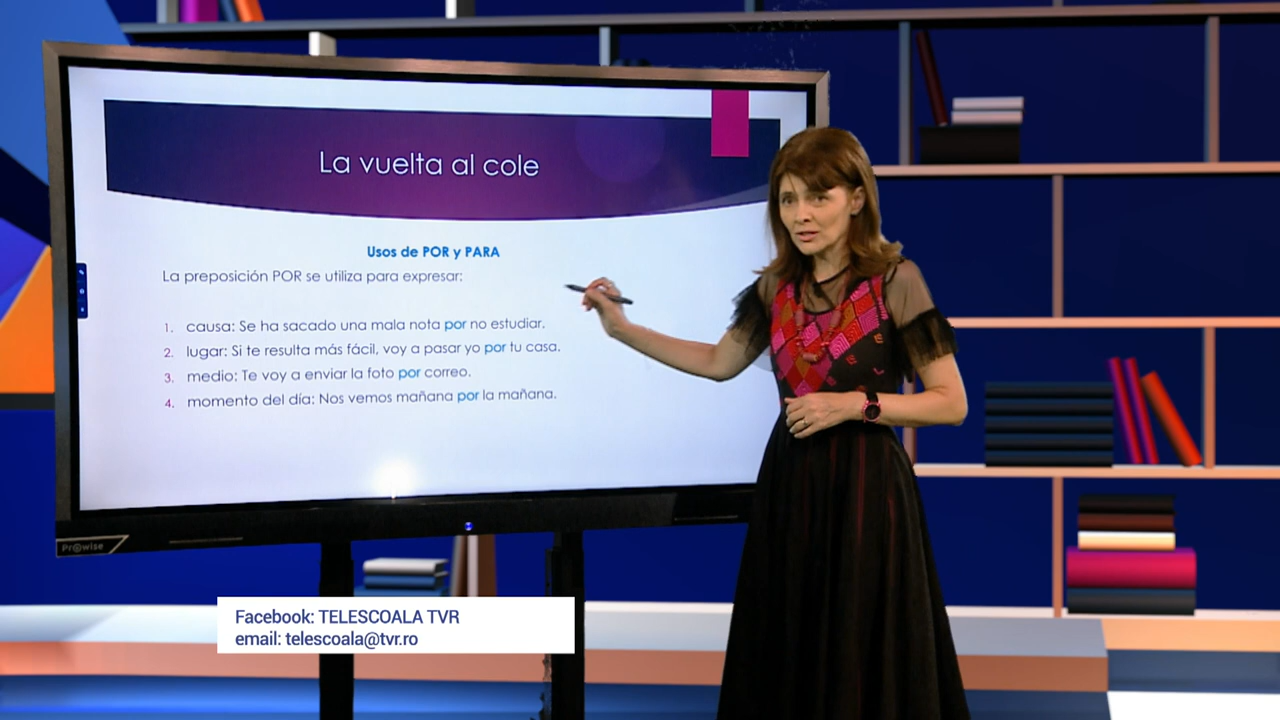 La vuelta al cole
Usos de POR y PARA
La preposición POR se utiliza para expresar:
1. causa: Se ha sacado una mala nota por no estudiar.
2. lugar: Si te resulta más fácil, voy a pasar yo por tu casa.
3. medio: Te voy a enviar la foto por correo.
4. momento del día: Nos vemos mañana por la mañana.
Prowise
Facebook: TELESCOALA TVR
email: telescoala@tvr.ro